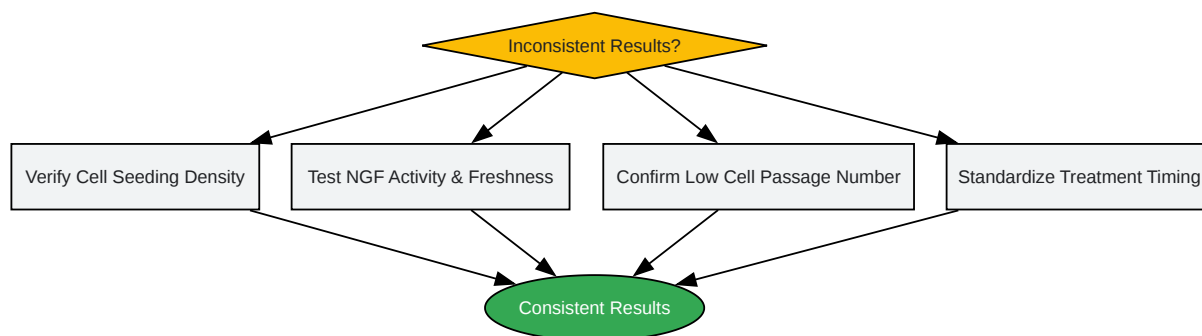 Inconsistent Results?
Verify Cell Seeding Density
Test NGF Activity & Freshness
Confirm Low Cell Passage Number
Standardize Treatment Timing
Consistent Results